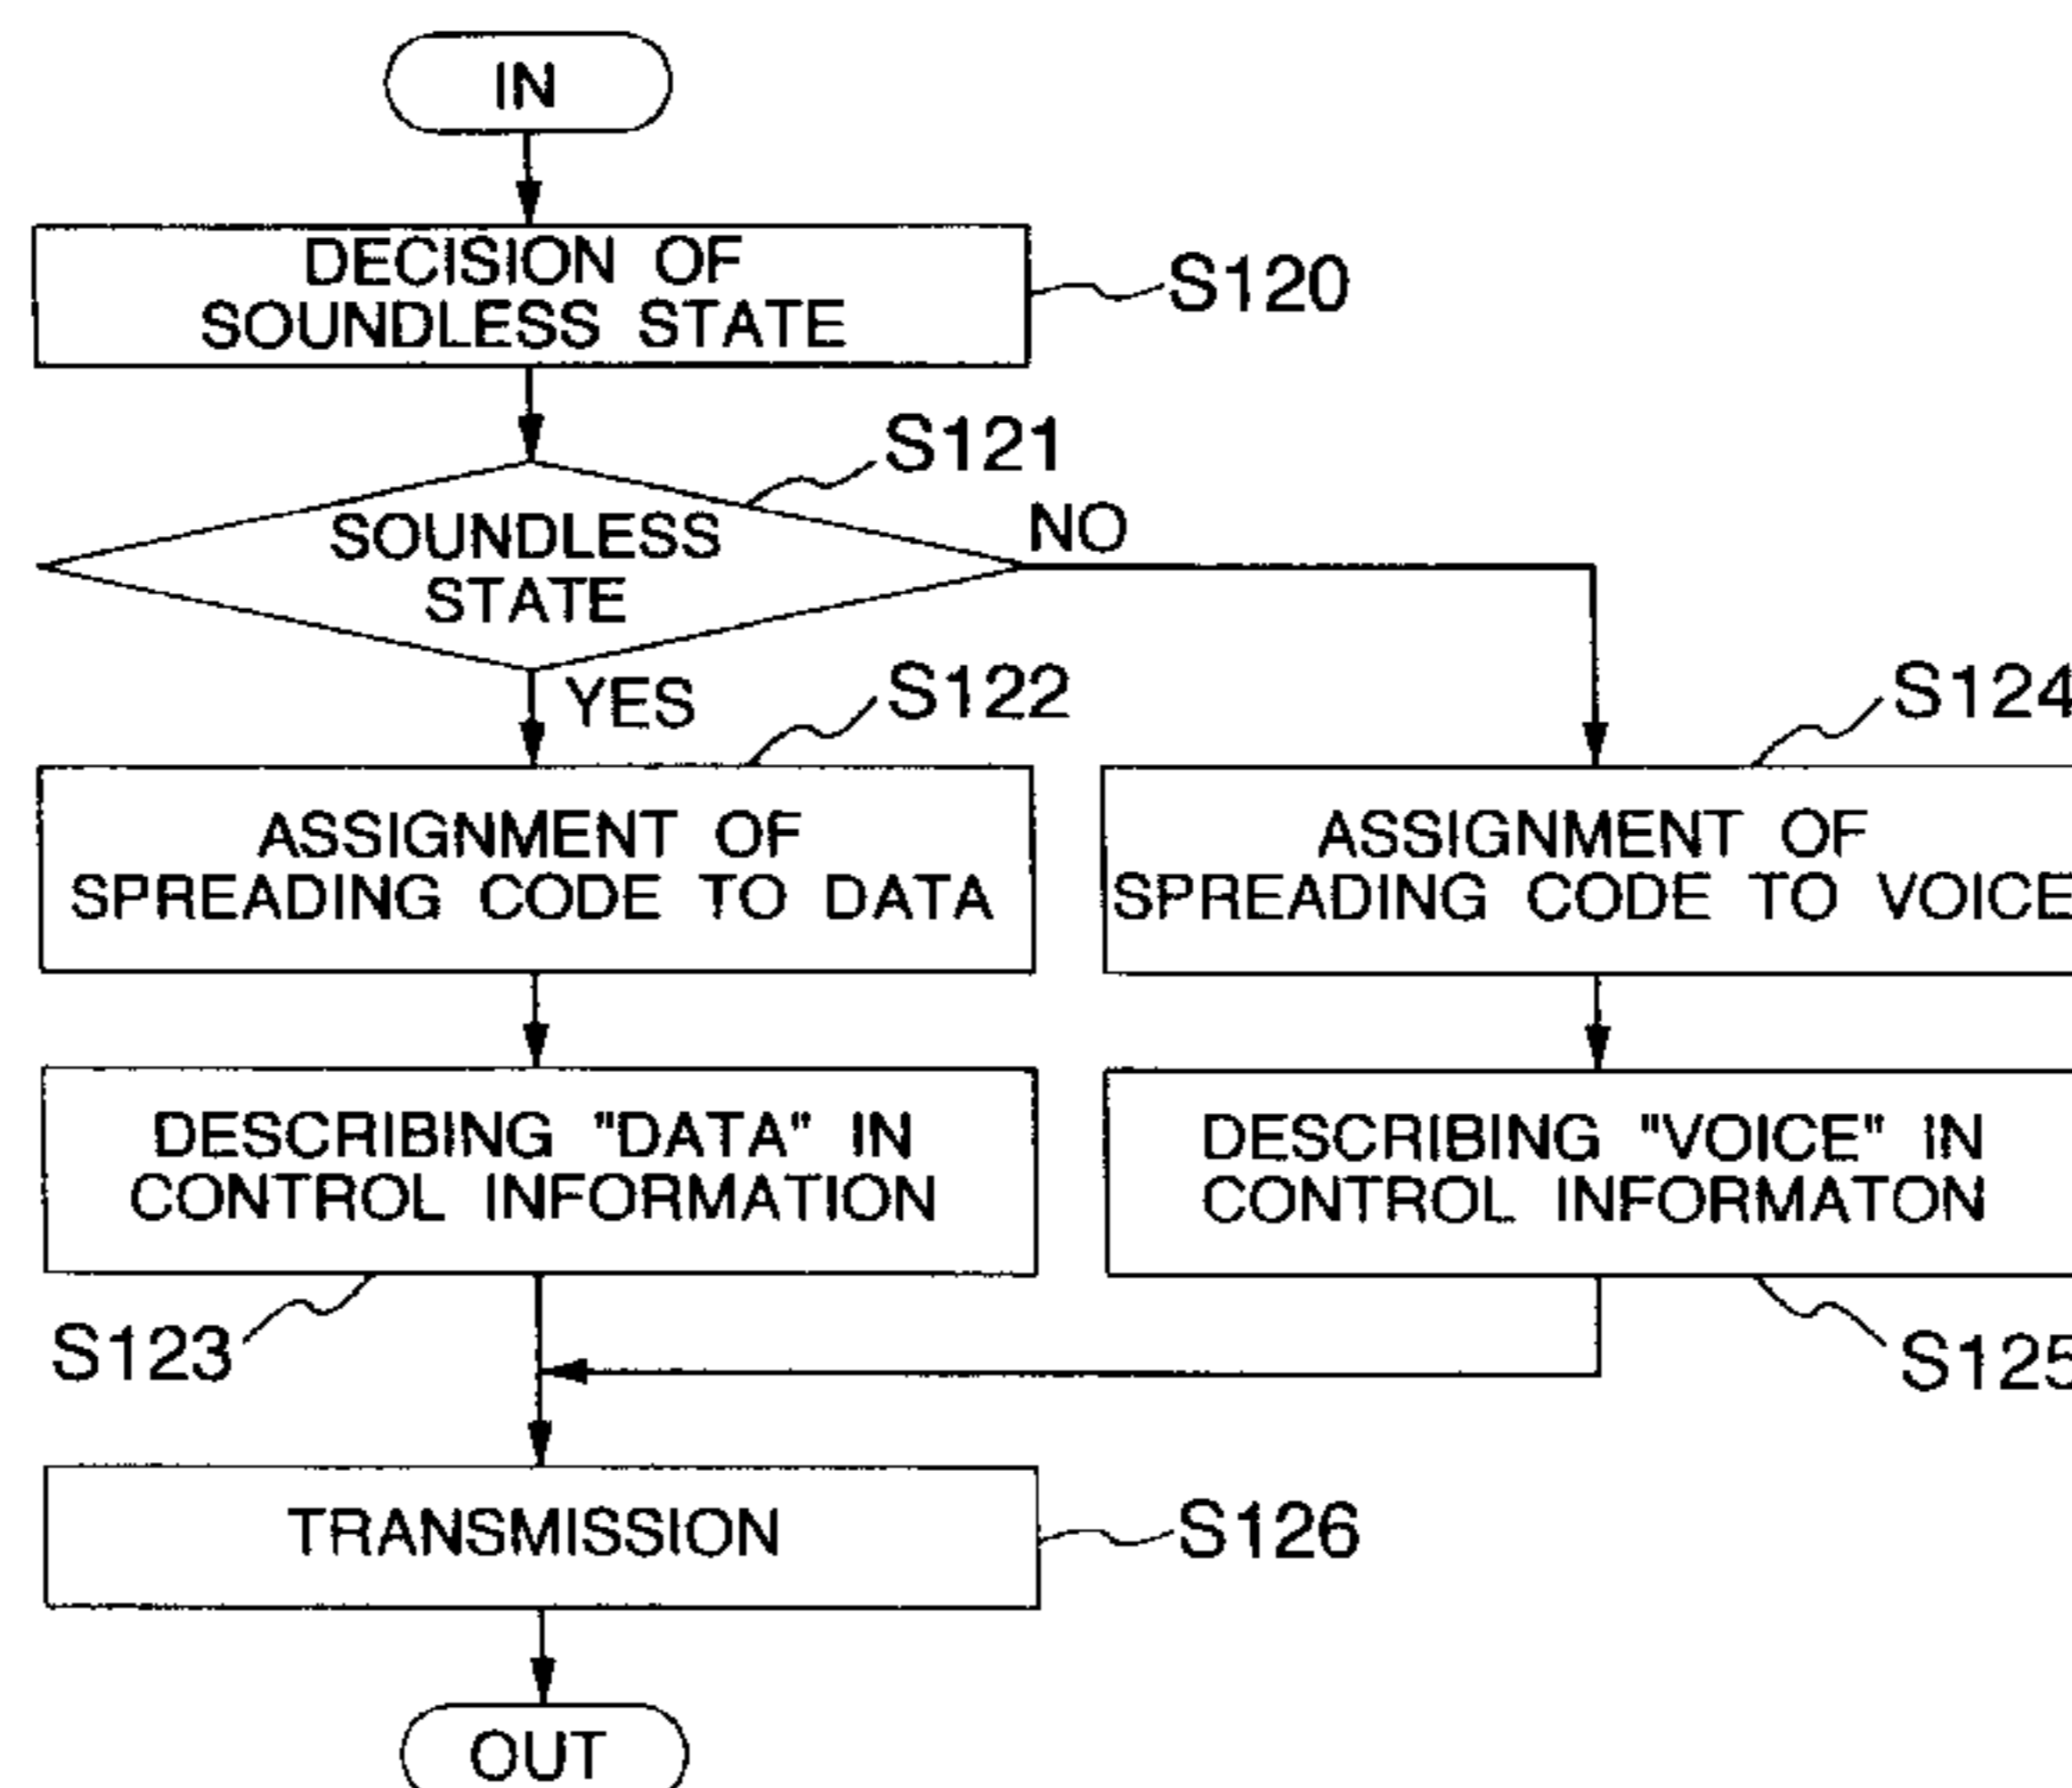 IN
DECISION OF
SOUNDLESS STATE
S120
S121
SOUNDLESS
STATE
NO
YES
S122
S124
ASSIGNMENT OF
SPREADING CODE TO DATA
ASSIGNMENT OF
SPREADING CODE TO VOICE
DESCRIBING "DATA" IN
CONTROL INFORMATION
DESCRIBING "VOICE" IN
CONTROL INFORMATON
S123
S125
TRANSMISSION
S126
OUT